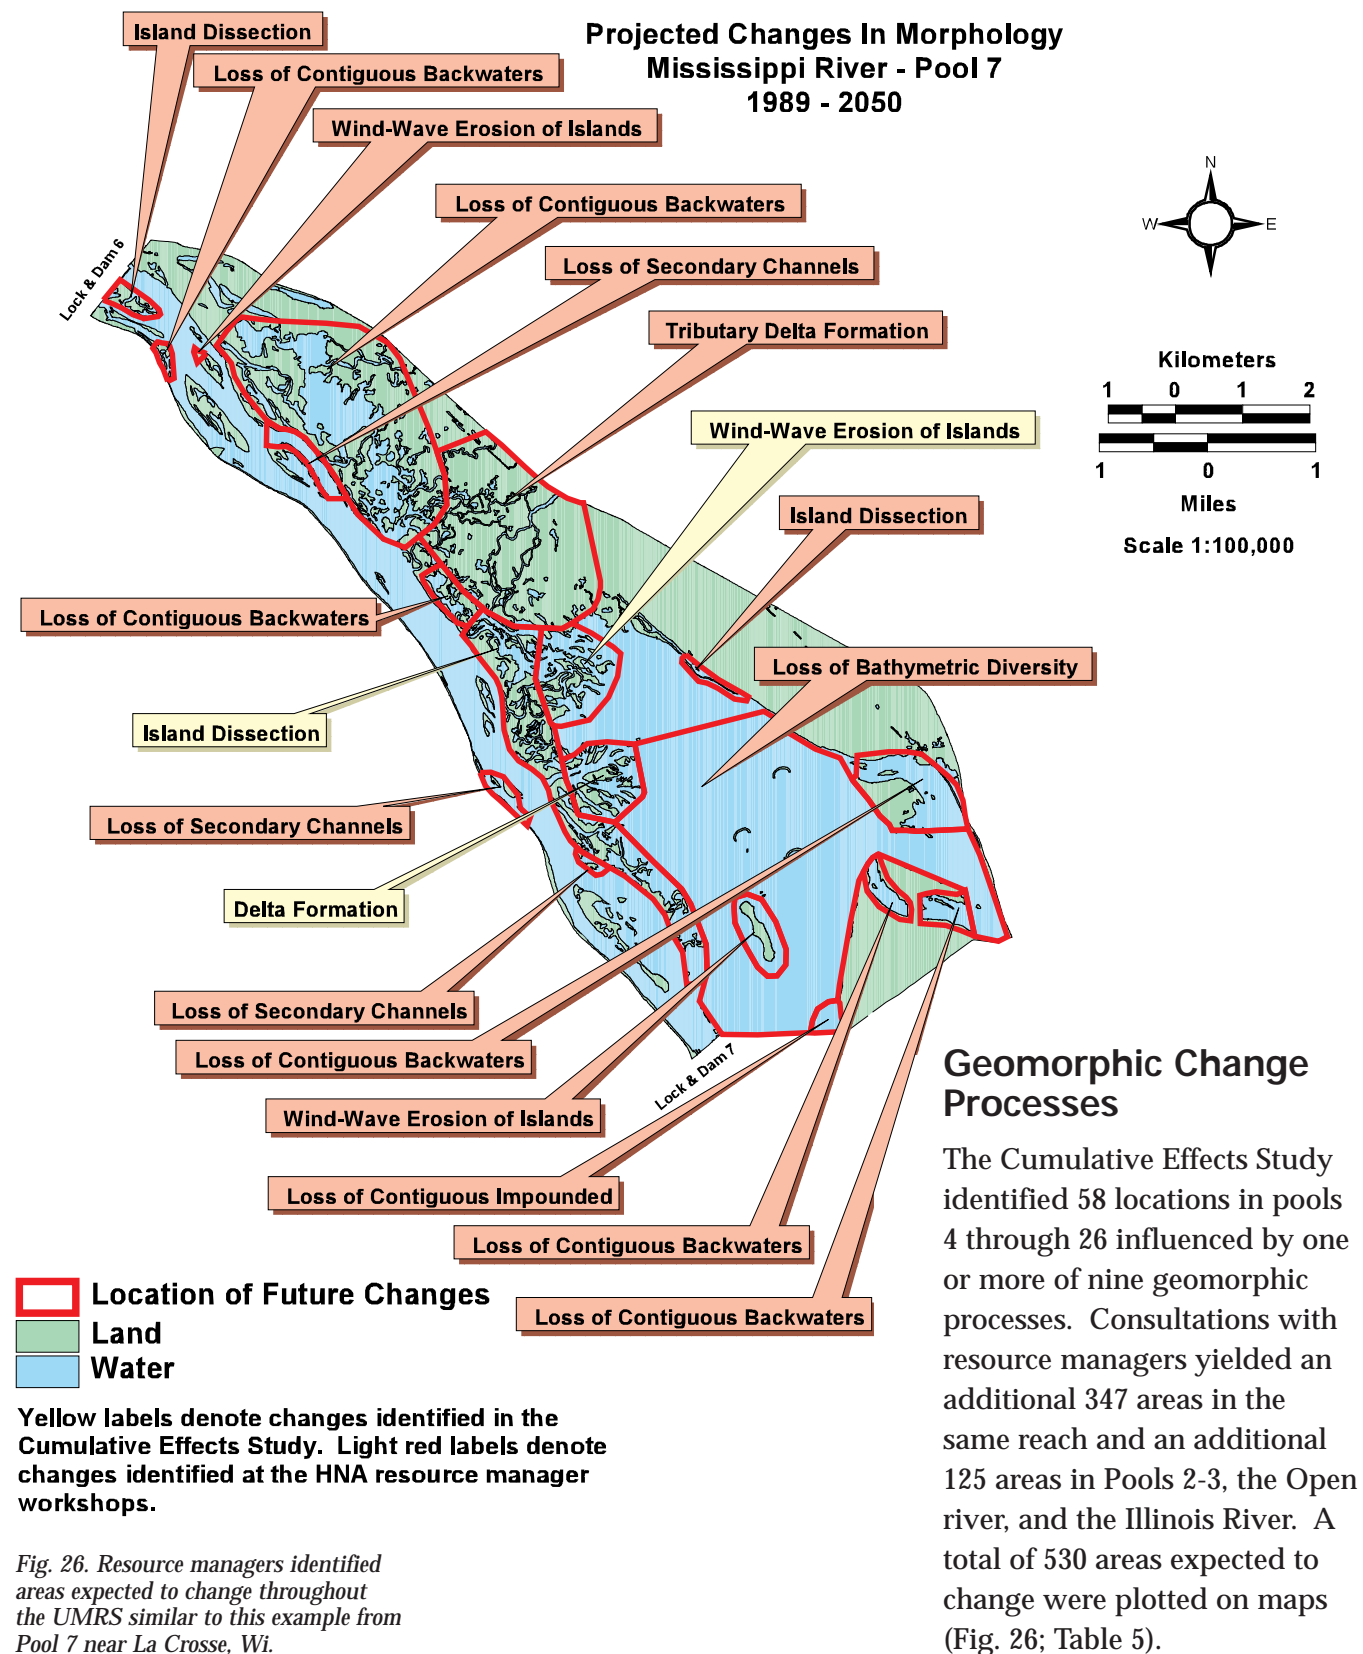 Projected Changes In Morphology
Mississippi River - Pool 7
1989 - 2050
Island Dissection
Loss of Contiguous Backwaters
Wind-Wave Erosion of Islands
Loss of Contiguous Backwaters
Loss of Secondary Channels
Tributary Delta Formation
Wind-Wave Erosion of Islands
Island Dissection
Loss of Bathymetric Diversity
Lock & Dam 6
N
W
E
Kilometers
1 0 1 2
1 0 1
Miles
Scale 1:100,000
Loss of Contiguous Backwaters
Island Dissection
Loss of Secondary Channels
Delta Formation
Loss of Secondary Channels
Loss of Contiguous Backwaters
Wind-Wave Erosion of Islands
Loss of Contiguous Impounded
Loss of Contiguous Backwaters
Loss of Contiguous Backwaters
Lock & Dam 7
Location of Future Changes
Land
Water
Yellow labels denote changes identified in the
Cumulative Effects Study. Light red labels denote
changes identified at the HNA resource manager
workshops.
Fig. 26. Resource managers identified
areas expected to change throughout
the UMRS similar to this example from
Pool 7 near La Crosse, Wi.
Geomorphic Change
Processes
The Cumulative Effects Study
identified 58 locations in pools
4 through 26 influenced by one
or more of nine geomorphic
processes. Consultations with
resource managers yielded an
additional 347 areas in the
same reach and an additional
125 areas in Pools 2-3, the Open
river, and the Illinois River. A
total of 530 areas expected to
change were plotted on maps
(Fig. 26; Table 5).